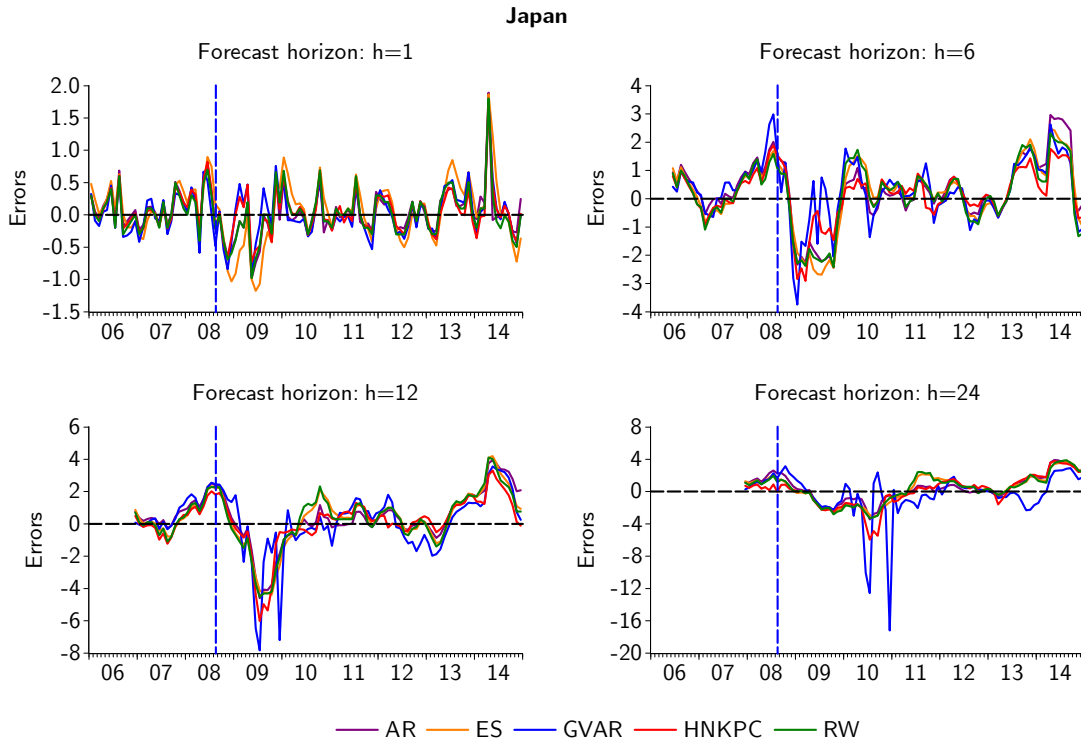 Japan
Forecast horizon: h=1
Errors
2.0
1.5
1.0
0.5
0.0
-0.5
-1.0
-1.5
06 07 08 09 10 11 12 13 14
Forecast horizon: h=6
Errors
4
3
2
1
0
-1
-2
-3
-4
06 07 08 09 10 11 12 13 14
Forecast horizon: h=12
Errors
6
4
2
0
-2
-4
-6
-8
06 07 08 09 10 11 12 13 14
Forecast horizon: h=24
Errors
8
4
0
-4
-8
-12
-16
-20
06 07 08 09 10 11 12 13 14
AR ES GVAR HNKPC RW